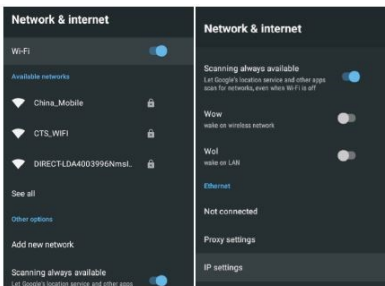 Network & internet
Wi-Fi
Available networks
China_Mobile
CTS_WIFI
DIRECT-LDA4003996Nmsl..
See all
Other options
Add new network
Scanning always available
Let Google's location service and other apps
Network & internet
Scanning always available
Let Google's location service and other apps
scan for networks, even when Wi-Fi is off
Wow
wake on wireless network
Wol
wake on LAN
Ethernet
Not connected
Proxy settings
IP settings